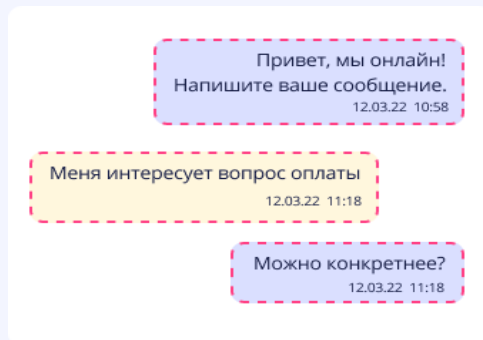 Привет, мы онлайн!
Напишите ваше сообщение.
12.03.22 10:58
Меня интересует вопрос оплаты
12.03.22 11:18
Можно конкретнее?
12.03.22 11:18